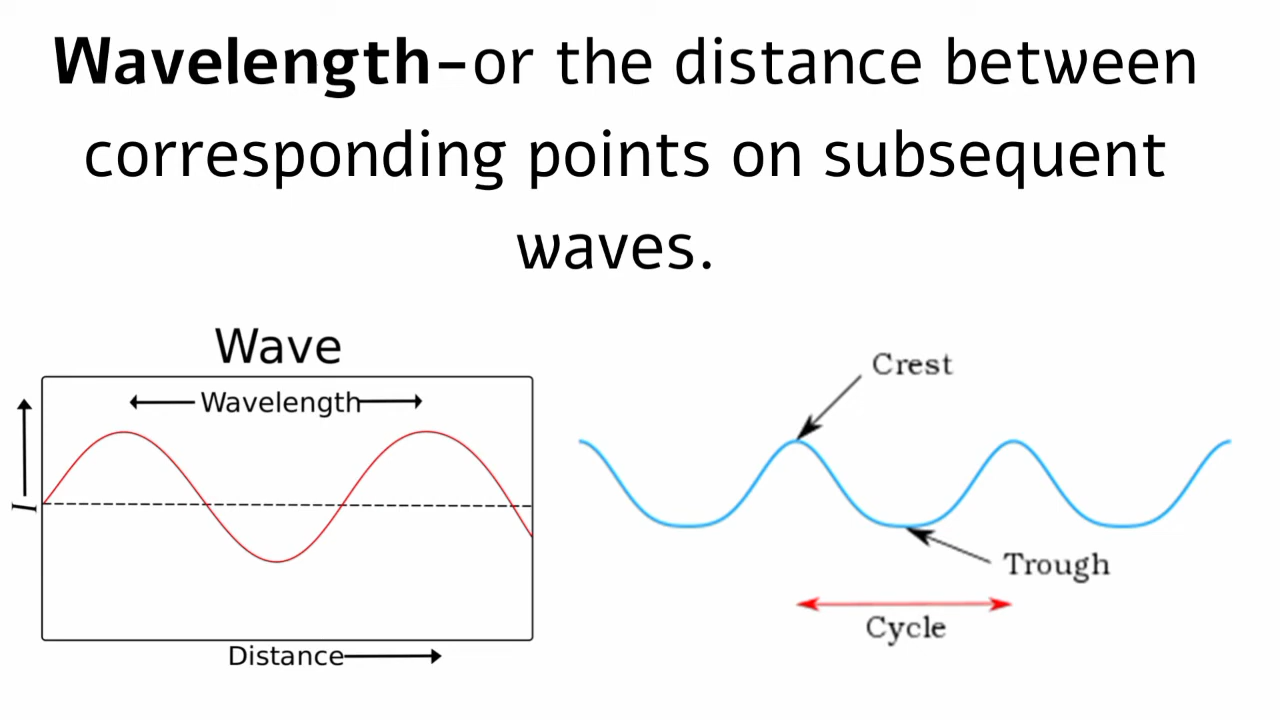 Wavelength-or the distance between
corresponding points on subsequent
waves.
Wave
Wavelength
I
Distance
Crest
Trough
Cycle